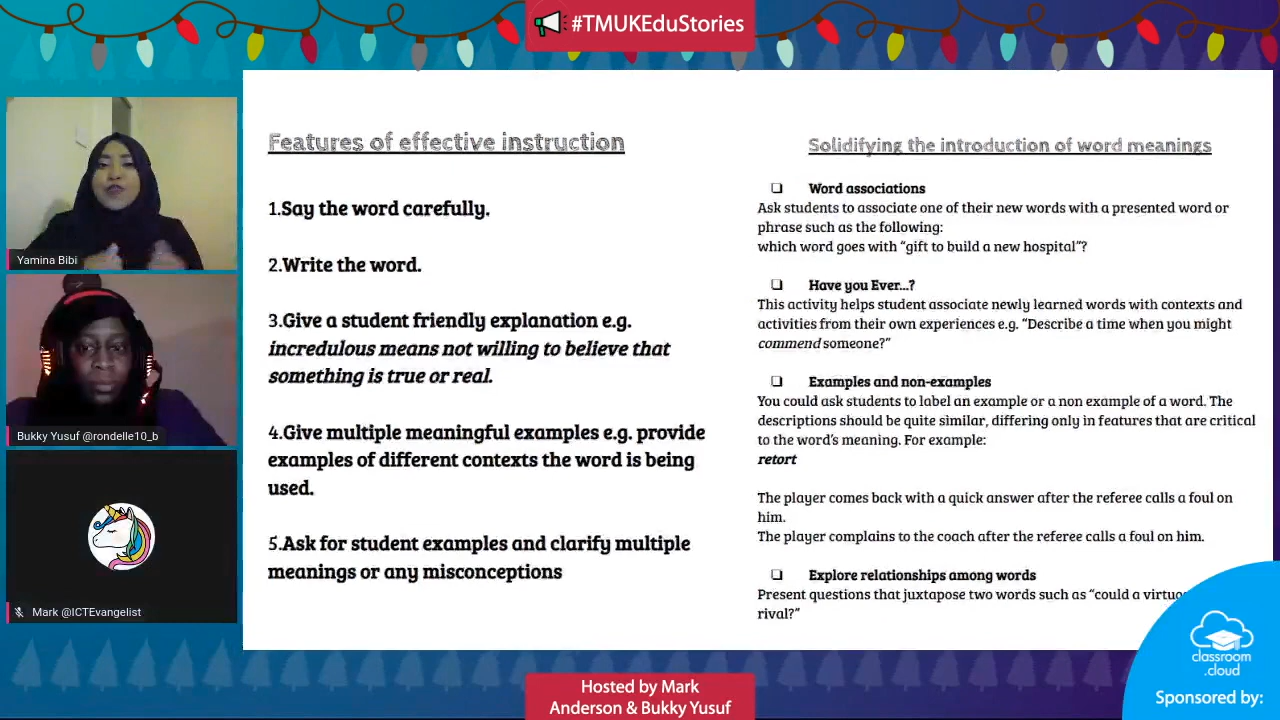 #TMUKEduStories
Yamina Bibi
Bukky Yusuf @rondelle10_b
Mark @ICTEvangelist
Features of effective instruction
1.Say the word carefully.
2.Write the word.
3.Give a student friendly explanation e.g.
incredulous means not willing to believe that
something is true or real.
4.Give multiple meaningful examples e.g. provide
examples of different contexts the word is being
used.
5.Ask for student examples and clarify multiple
meanings or any misconceptions
Solidifying the introduction of word meanings
❏ Word associations
Ask students to associate one of their new words with a presented word or
phrase such as the following:
which word goes with “gift to build a new hospital”?
❏ Have you Ever...?
This activity helps student associate newly learned words with contexts and
activities from their own experiences e.g. “Describe a time when you might
commend someone?”
❏ Examples and non-examples
You could ask students to label an example or a non example of a word. The
descriptions should be quite similar, differing only in features that are critical
to the word’s meaning. For example:
retort
The player comes back with a quick answer after the referee calls a foul on
him.
The player complains to the coach after the referee calls a foul on him.
❏ Explore relationships among words
Present questions that juxtapose two words such as “could a
rival?”
classroom
.cloud
Sponsored by:
Hosted by Mark
Anderson & Bukky Yusuf